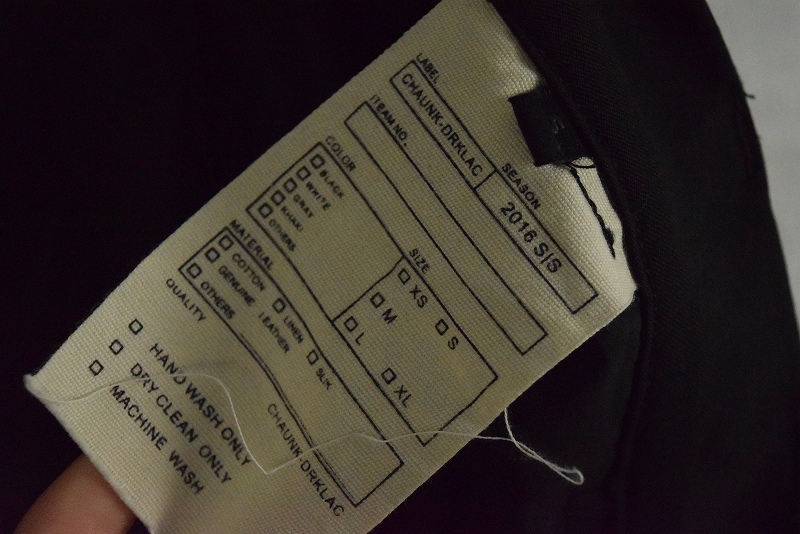 LABEL
CHAUNK-DRKLAC
SEASON
2016 S/S
ITEAM NO.
COLOR
BLACK
WHITE
GRAY
KHAKI
OTHERS
SIZE
XS S
M
L XL
MATERIAL
COTTON LINEN
GENUINE LEATHER SLIK
OTHERS
QUALITY
CHAUNK-DRKLAC
HAND WASH ONLY
DRY CLEAN ONLY
MACHINE WASH